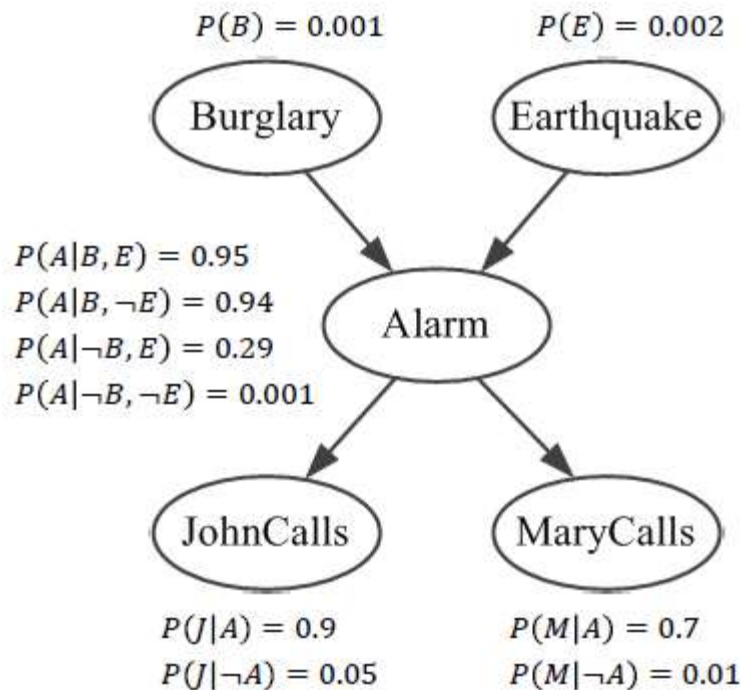 P(B) = 0.001
P(E) = 0.002
Burglary
Earthquake
P(A|B, E) = 0.95
P(A|B, ¬E) = 0.94
P(A|¬B, E) = 0.29
P(A|¬B, ¬E) = 0.001
Alarm
JohnCalls
MaryCalls
P(J|A) = 0.9
P(J|¬A) = 0.05
P(M|A) = 0.7
P(M|¬A) = 0.01